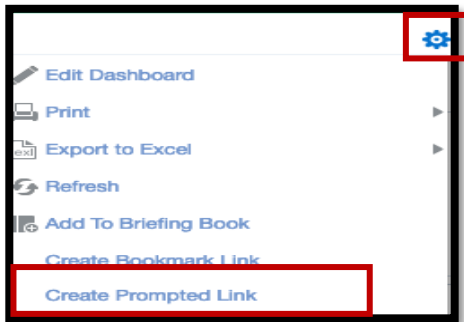 Edit Dashboard
Print
Export to Excel
Refresh
Add To Briefing Book
Create Bookmark Link
Create Prompted Link